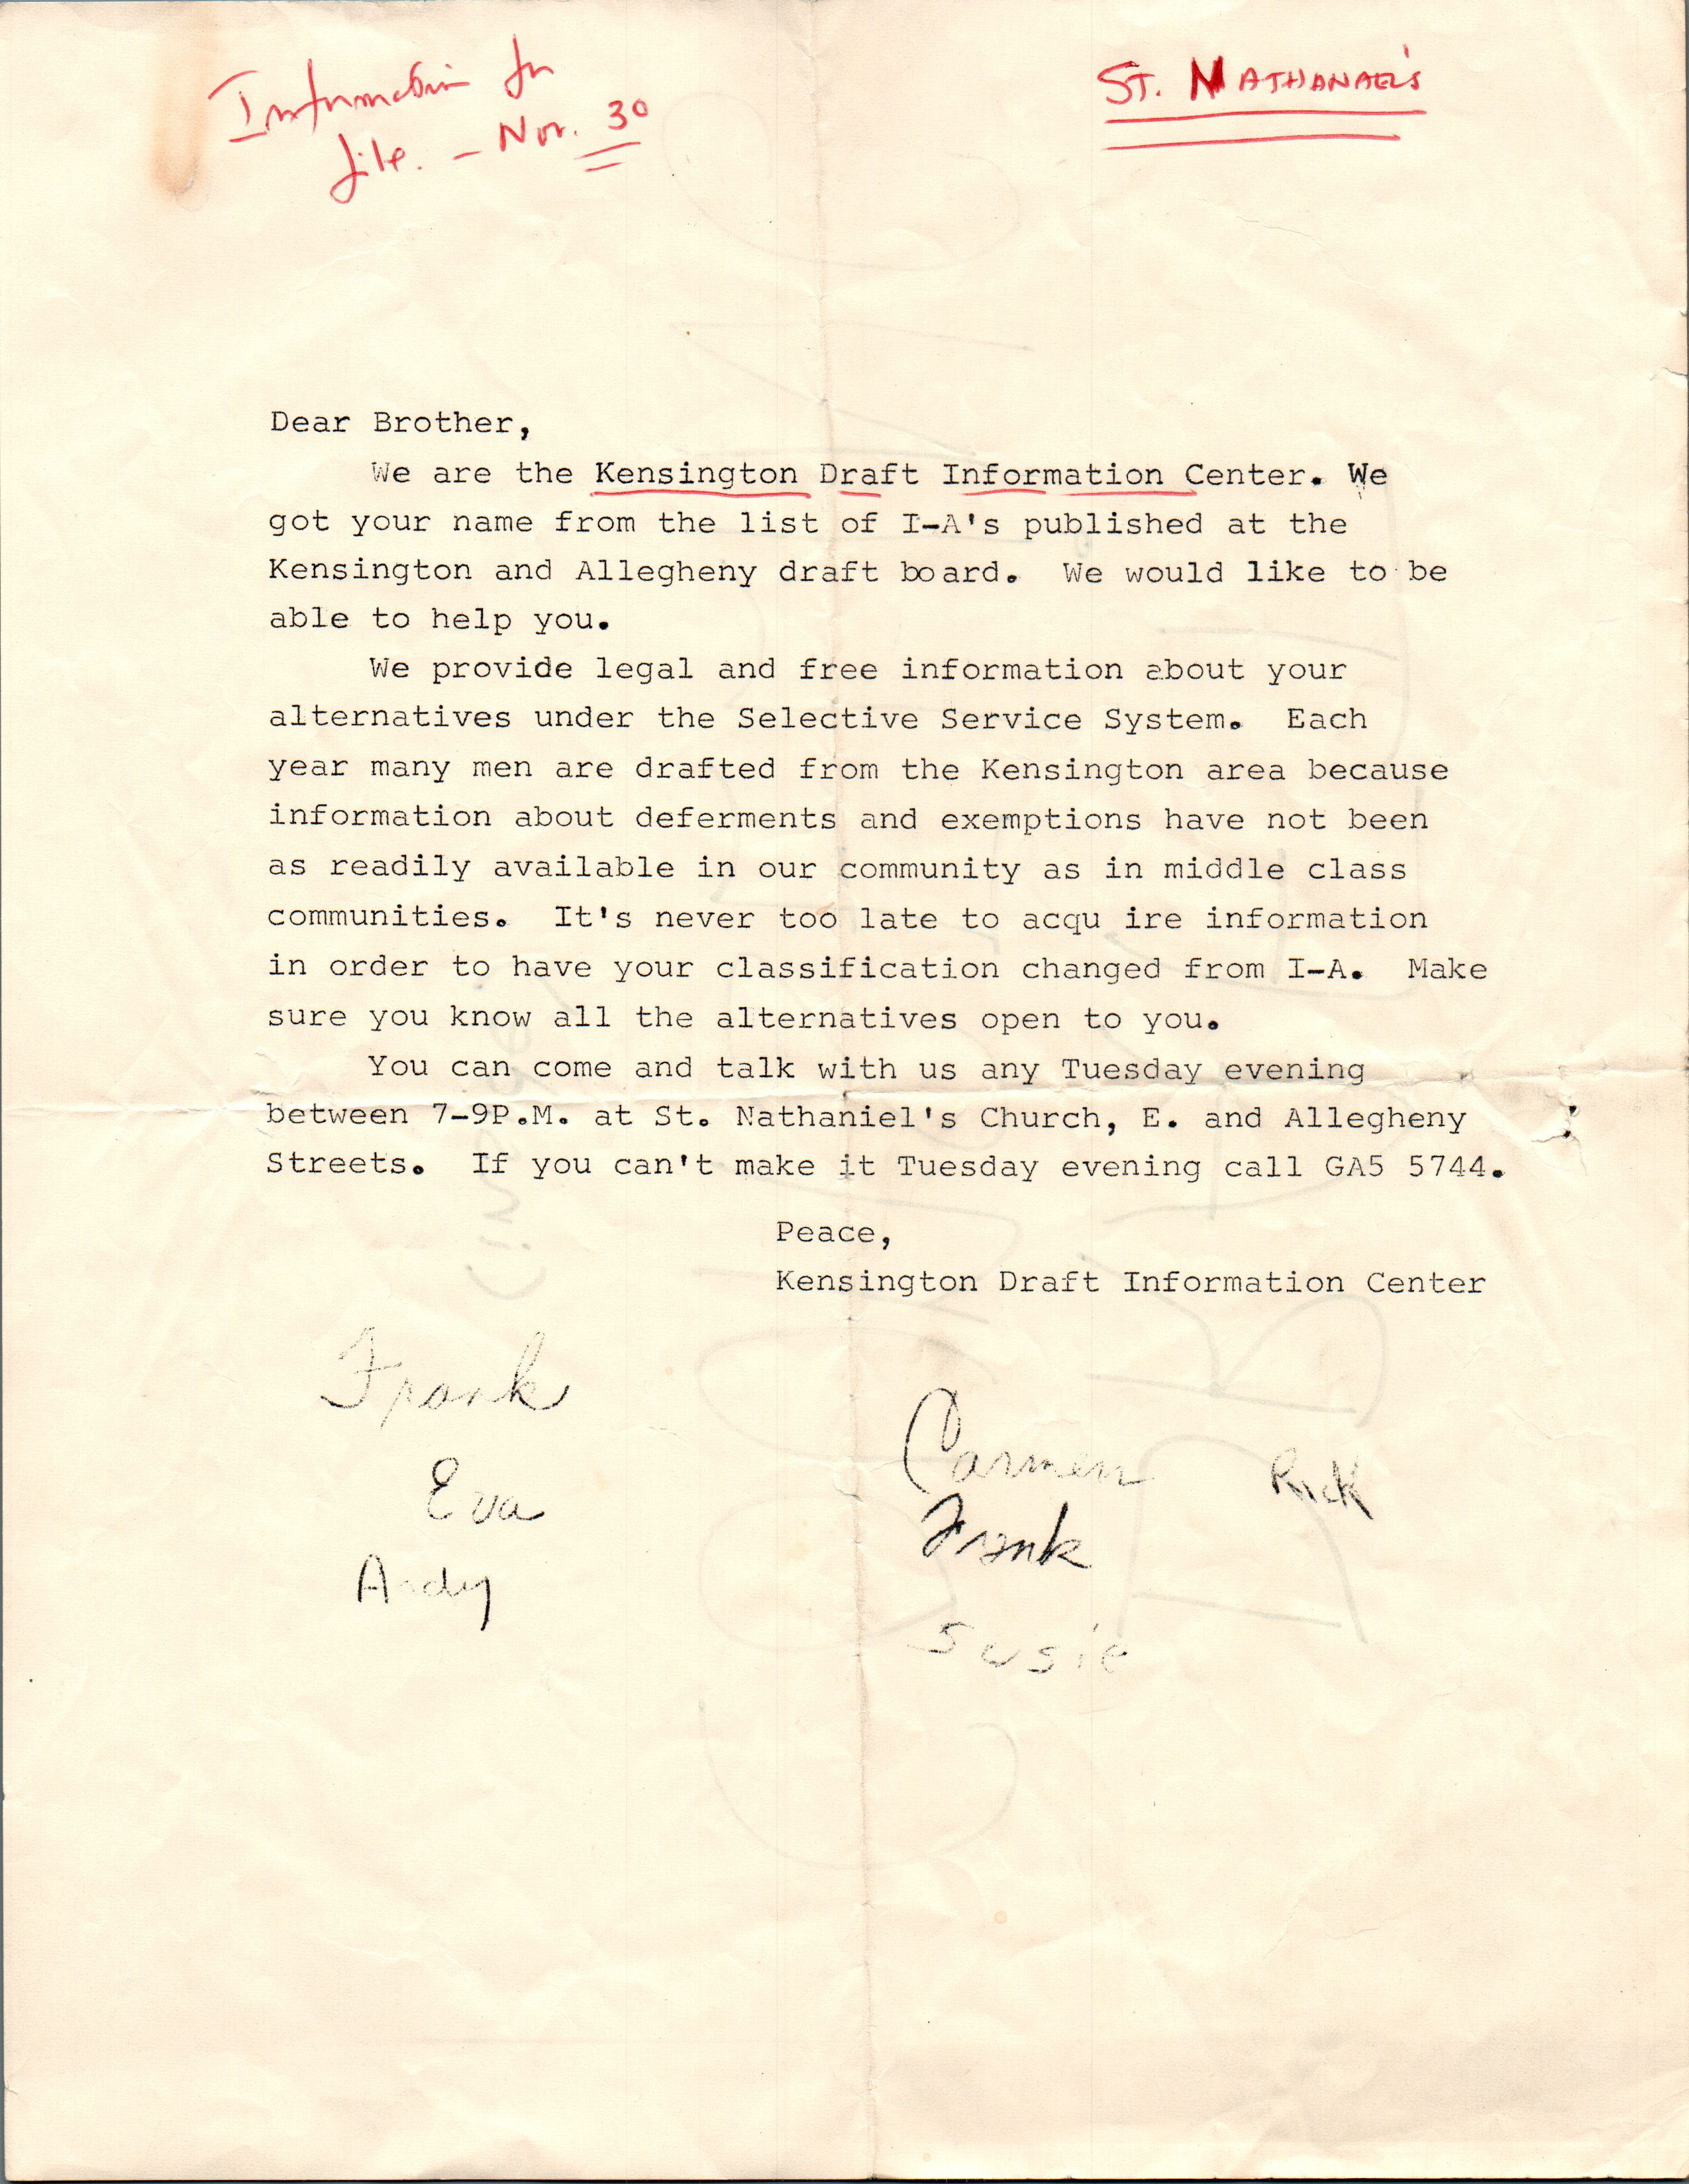 Information for
file. - Nov. 30
ST. NATHANAEL'S
Dear Brother,
We are the Kensington Draft Information Center. We
got your name from the list of I-A's published at the
Kensington and Allegheny draft board. We would like to be
able to help you.
We provide legal and free information about your
alternatives under the Selective Service System. Each
year many men are drafted from the Kensington area because
information about deferments and exemptions have not been
as readily available in our community as in middle class
communities. It's never too late to acqu ire information
in order to have your classification changed from I-A. Make
sure you know all the alternatives open to you.
You can come and talk with us any Tuesday evening
between 7-9P.M. at St. Nathaniel's Church, E. and Allegheny
Streets. If you can't make it Tuesday evening call GA5 5744.
Peace,
Kensington Draft Information Center
Frank
Eva
Andy
Carmen
Rick
Frank
Susie